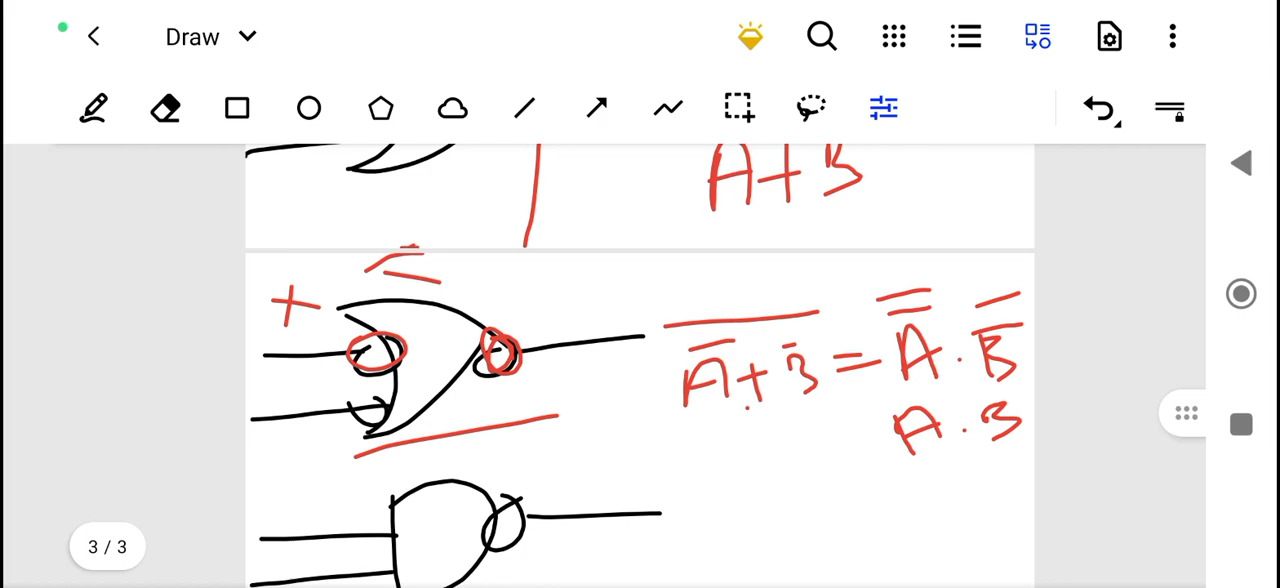 Draw
A+B
+
A̅+B̅ = A̿ . B̿
A . B
3 / 3